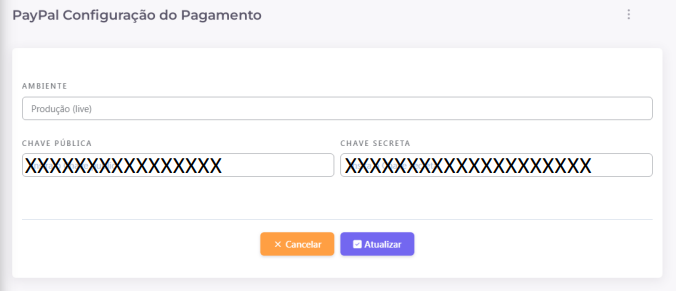 PayPal Configuração do Pagamento
AMBIENTE
Produção (live)
CHAVE PÚBLICA
CHAVE SECRETA
XXXXXXXXXXXXXXXX
XXXXXXXXXXXXXXXXXXXX
Cancelar
Atualizar